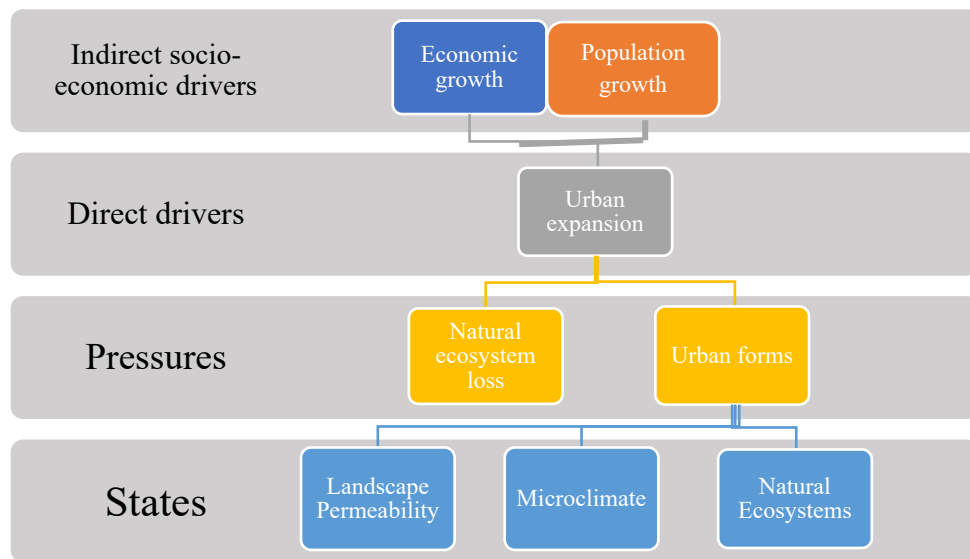 Indirect socio-
economic drivers
Economic
growth
Population
growth
Direct drivers
Urban
expansion
Pressures
Natural
ecosystem
loss
Urban forms
States
Landscape
Permeability
Microclimate
Natural
Ecosystems